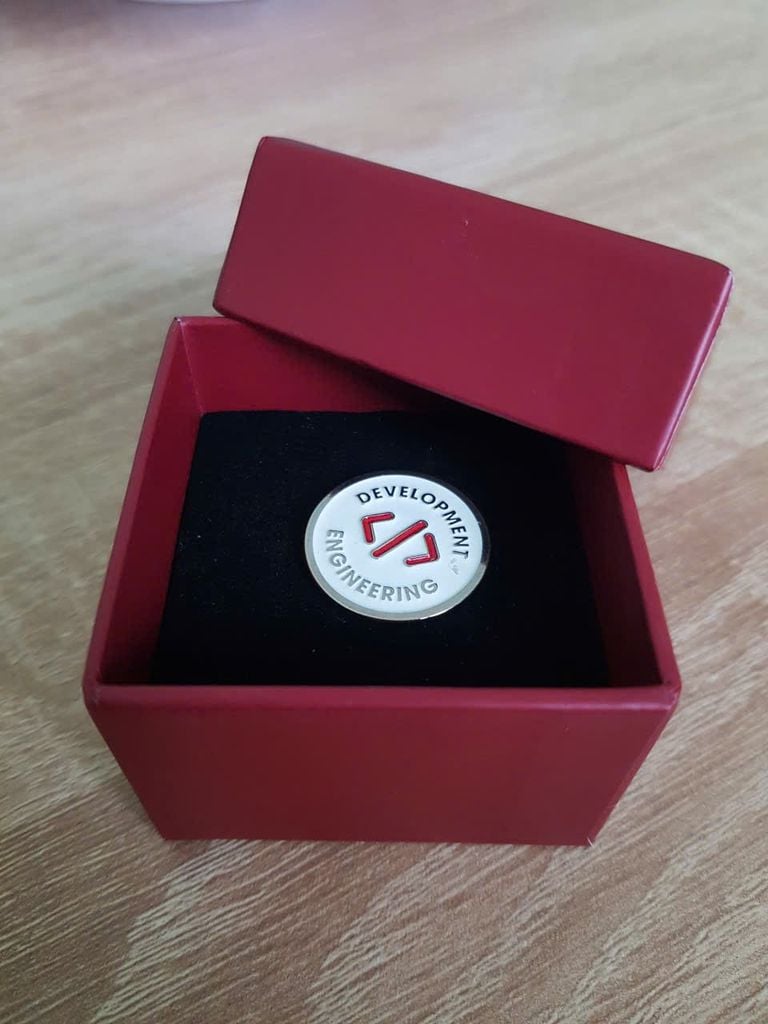 DEVELOPMENT
</>
ENGINEERING